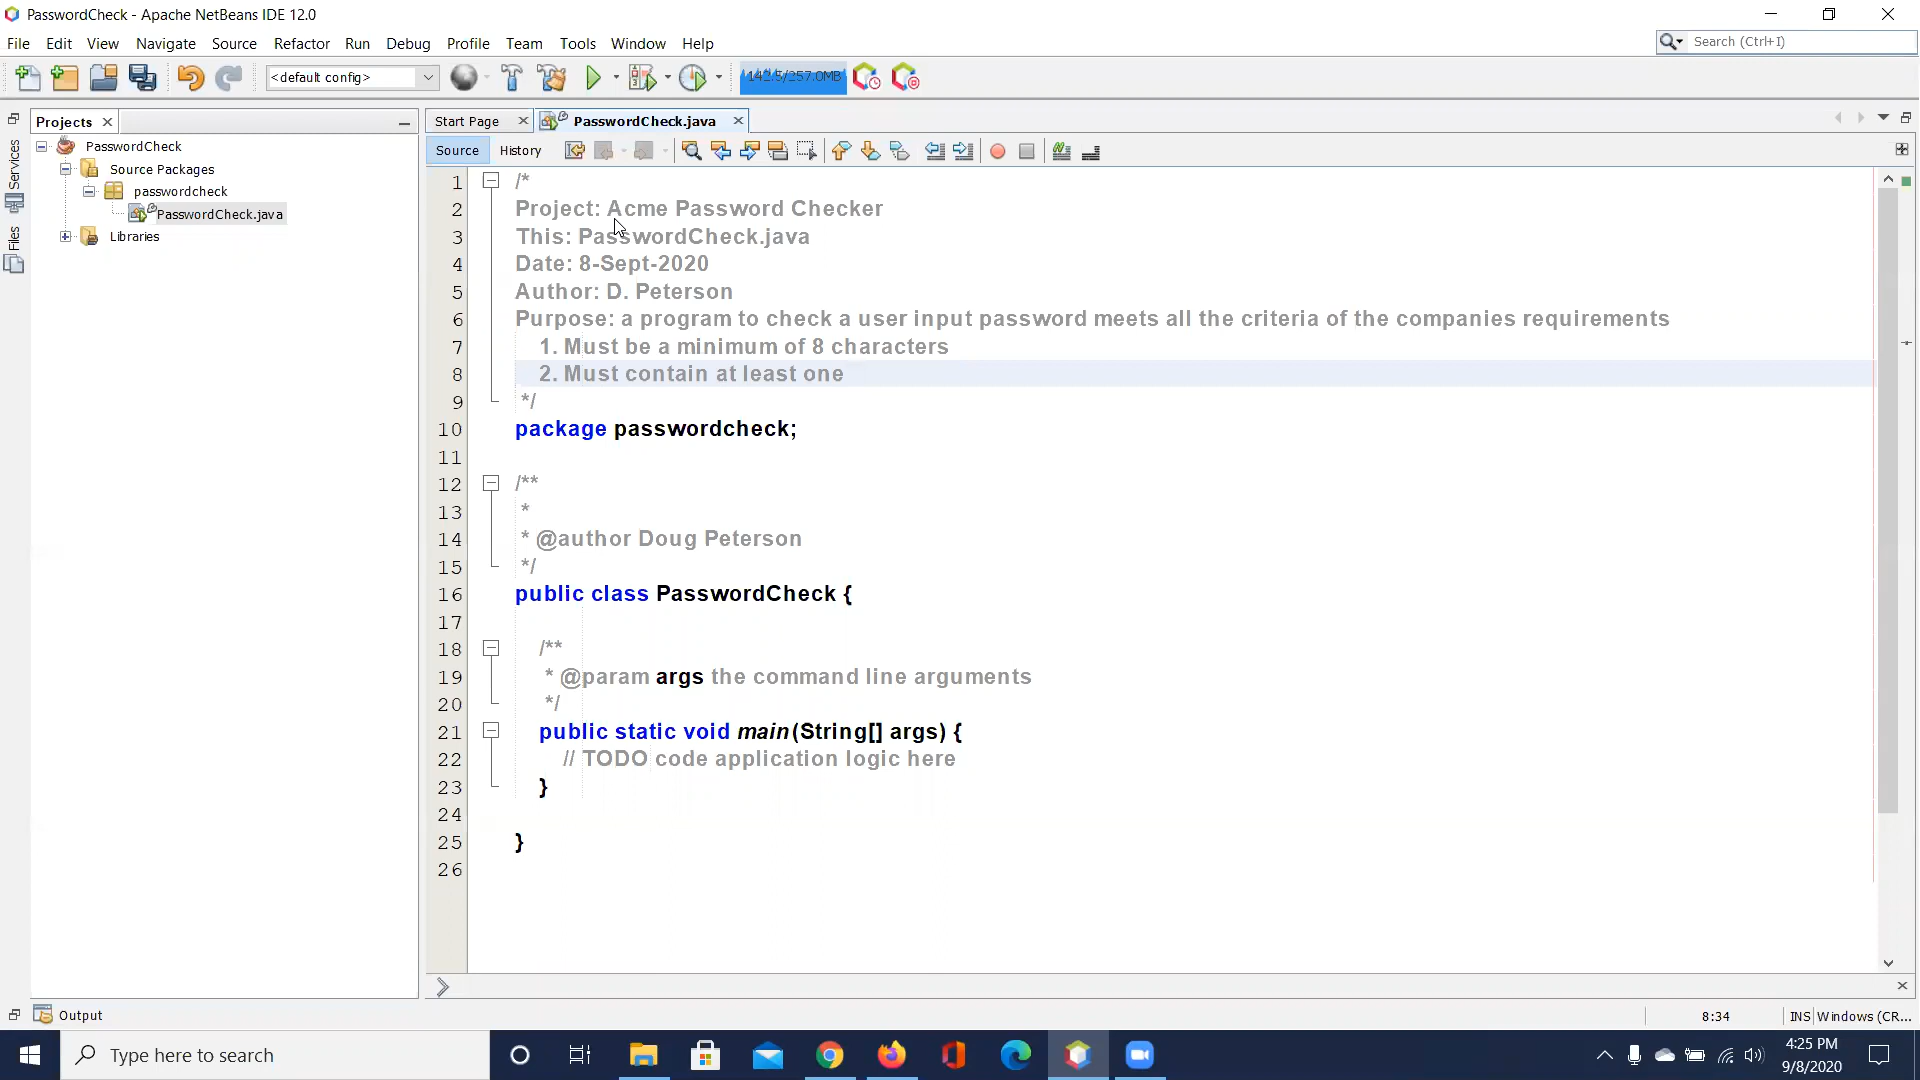 PasswordCheck - Apache NetBeans IDE 12.0
File Edit View Navigate Source Refactor Run Debug Profile Team Tools Window Help
Search (Ctrl+I)
<default config>
142.5/257.0MB
Projects
Start Page
PasswordCheck.java
Services
Files
PasswordCheck
Source Packages
passwordcheck
PasswordCheck.java
Libraries
Source
History
1 /*
2 Project: Acme Password Checker
3 This: PasswordCheck.java
4 Date: 8-Sept-2020
5 Author: D. Peterson
6 Purpose: a program to check a user input password meets all the criteria of the companies requirements
7 1. Must be a minimum of 8 characters
8 2. Must contain at least one
9 */
10 package passwordcheck;
11
12 /**
13 *
14 * @author Doug Peterson
15 */
16 public class PasswordCheck {
17
18 /**
19 * @param args the command line arguments
20 */
21 public static void main(String[] args) {
22 // TODO code application logic here
23 }
24
25 }
26
Output
8:34
INS
Windows (CR...
Type here to search
4:25 PM
9/8/2020